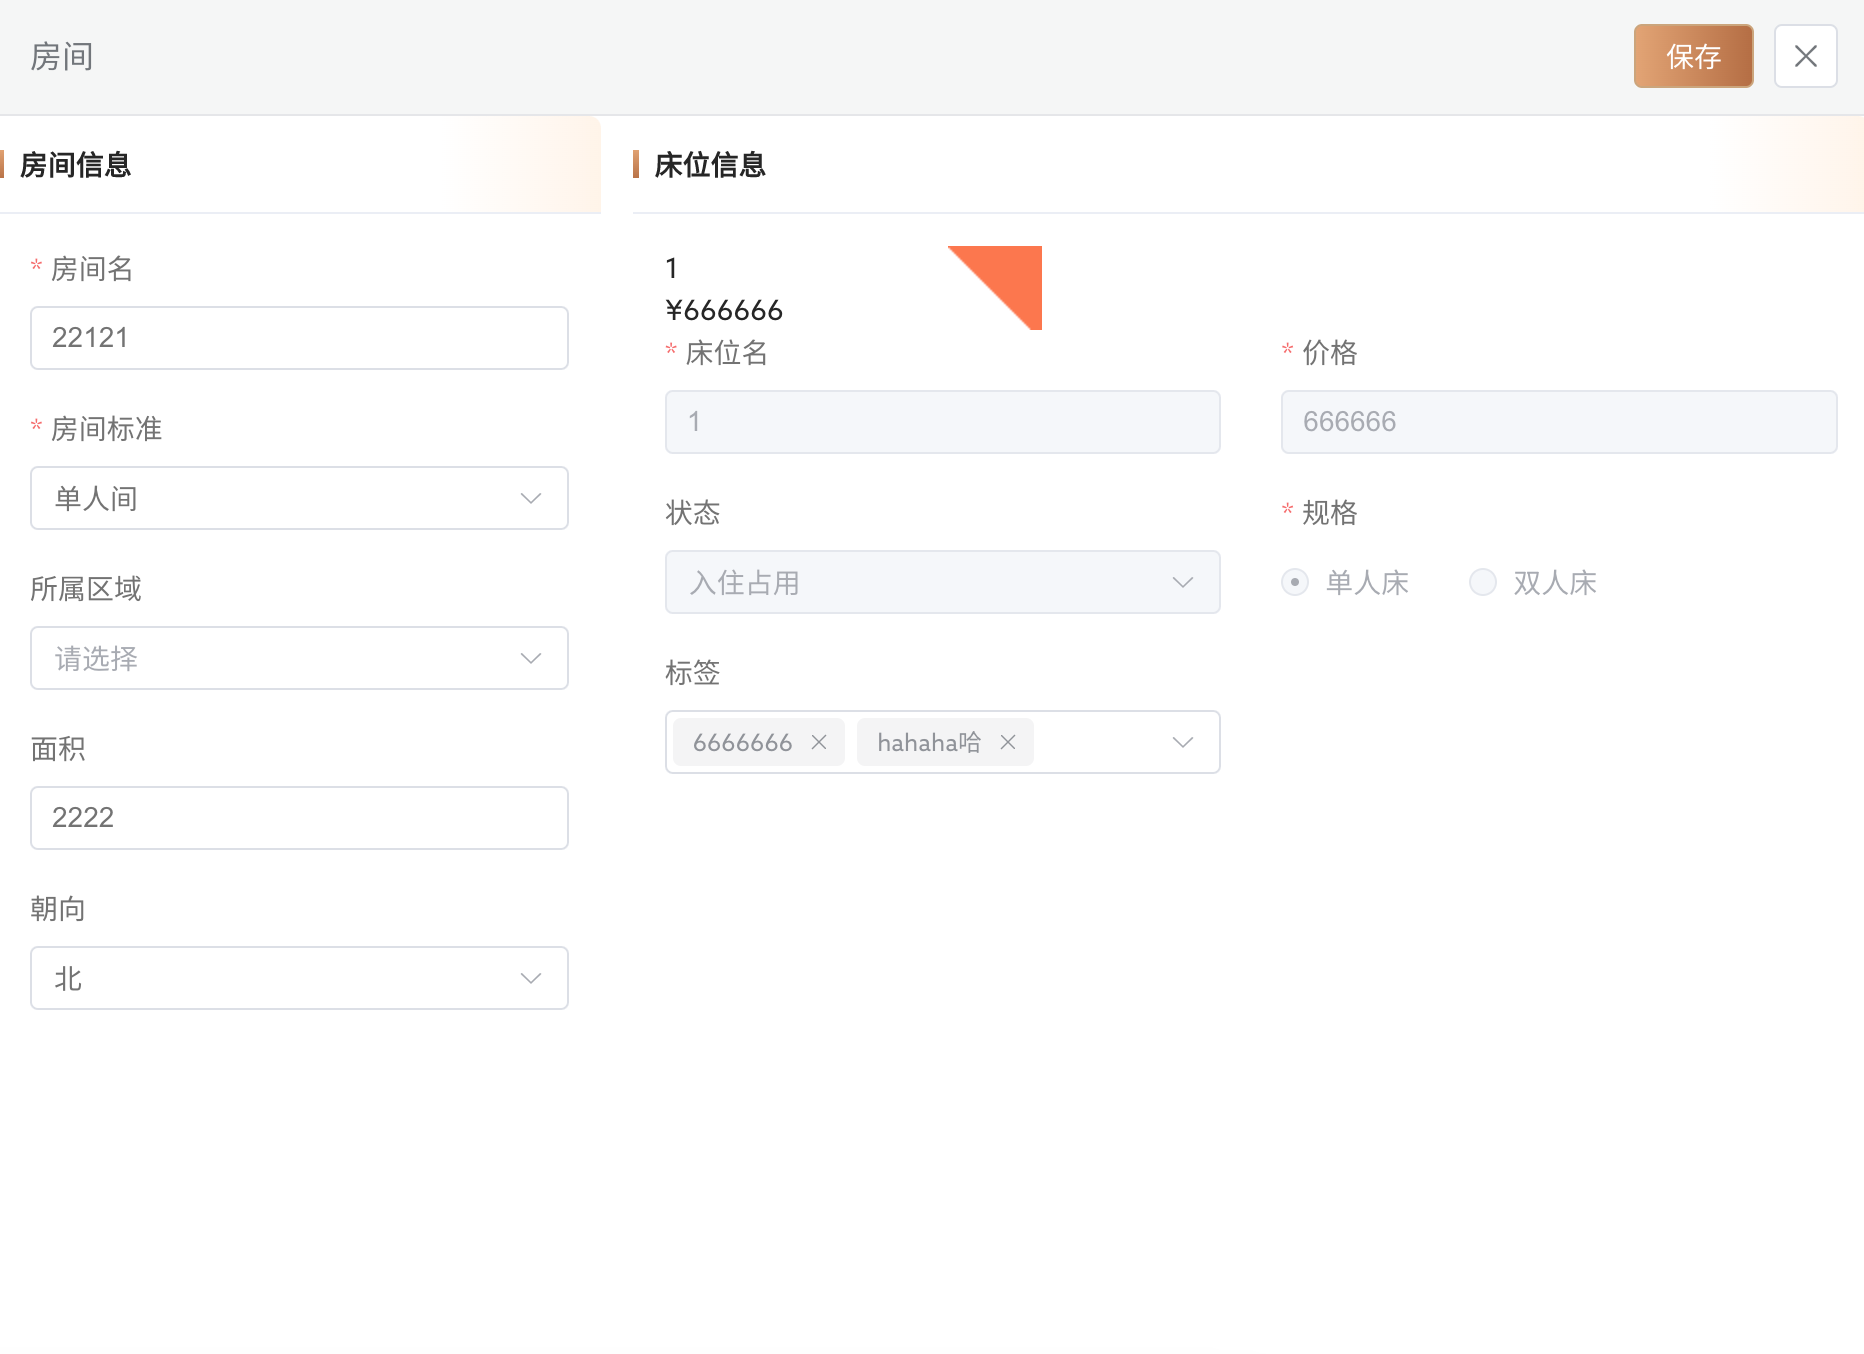 房间
保存
房间信息
* 房间名
22121
* 房间标准
单人间
所属区域
请选择
面积
2222
朝向
北
床位信息
1
¥666666
* 床位名
1
* 价格
666666
状态
入住占用
* 规格
单人床 双人床
标签
6666666 hahaha哈